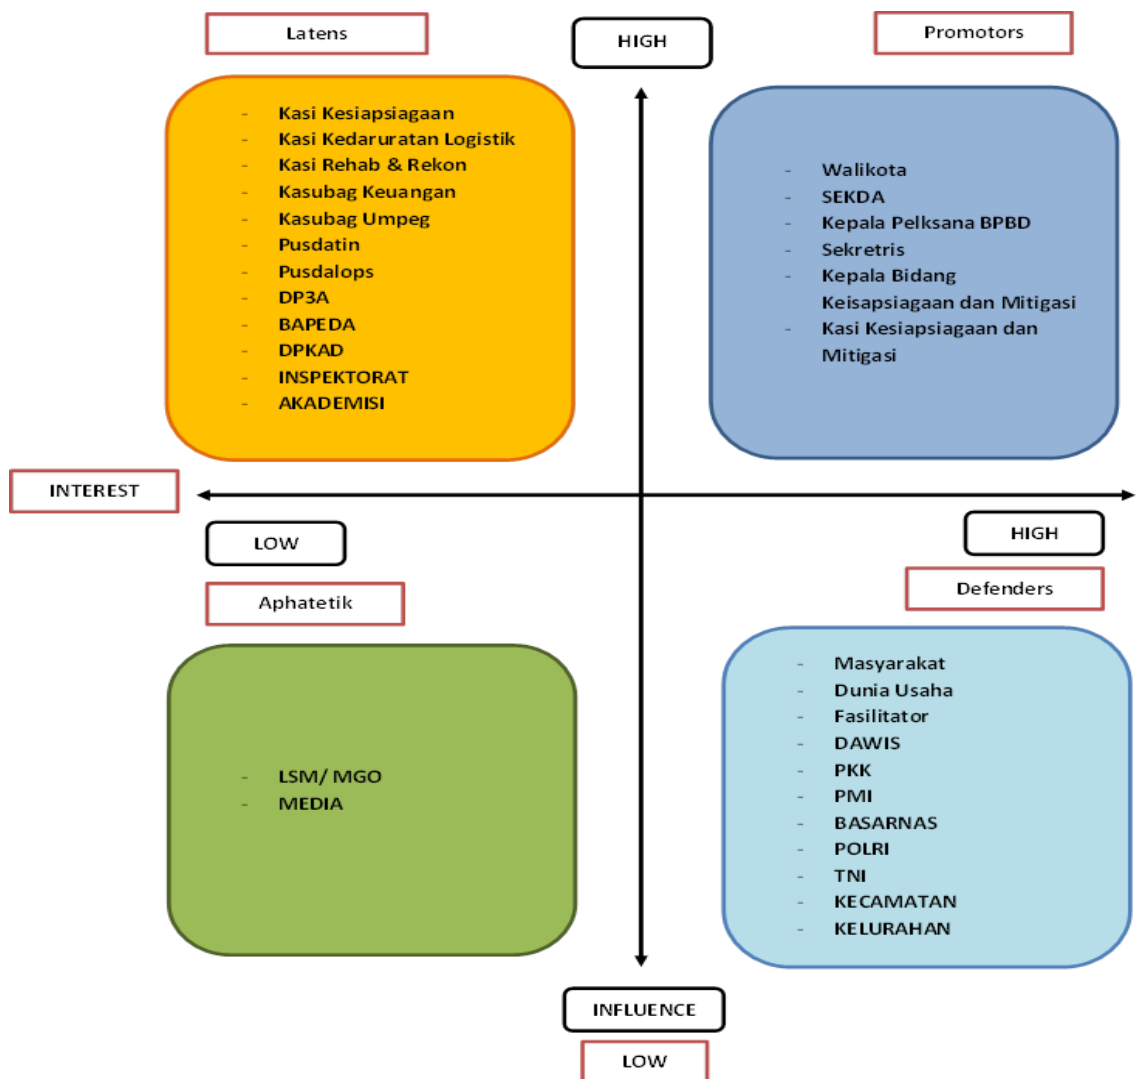 Latens
HIGH
Promotors
- Kasi Kesiapsiagaan
- Kasi Kedaruratan Logistik
- Kasi Rehab & Rekon
- Kasubag Keuangan
- Kasubag Umpeg
- Pusdatin
- Pusdalops
- DP3A
- BAPEDA
- DPKAD
- INSPEKTORAT
- AKADEMISI
- Walikota
- SEKDA
- Kepala Pelksana BPBD
- Sekretris
- Kepala Bidang
Keisapsiagaan dan Mitigasi
- Kasi Kesiapsiagaan dan
Mitigasi
INTEREST
LOW
HIGH
Aphatetik
Defenders
- LSM/ MGO
- MEDIA
- Masyarakat
- Dunia Usaha
- Fasilitator
- DAWIS
- PKK
- PMI
- BASARNAS
- POLRI
- TNI
- KECAMATAN
- KELURAHAN
INFLUENCE
LOW